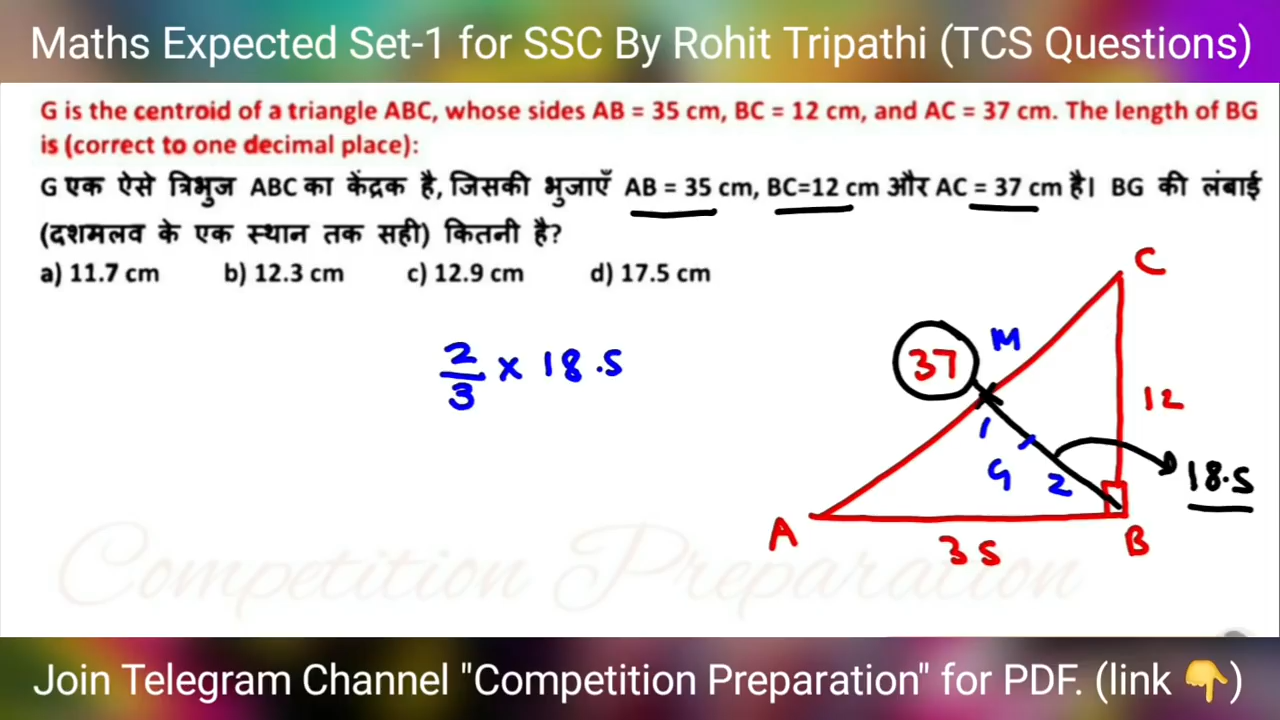 Maths Expected Set-1 for SSC By Rohit Tripathi (TCS Questions)
G is the centroid of a triangle ABC, whose sides AB = 35 cm, BC = 12 cm, and AC = 37 cm. The length of BG
is (correct to one decimal place):
G एक ऐसे त्रिभुज ABC का केंद्रक है, जिसकी भुजाएँ AB = 35 cm, BC=12 cm और AC = 37 cm है। BG की लंबाई
(दशमलव के एक स्थान तक सही) कितनी है?
a) 11.7 cm b) 12.3 cm c) 12.9 cm d) 17.5 cm
C
2/3 × 18.5
37 M
12
1
G 2 18.5
A B
35
Competition Preparation
Join Telegram Channel "Competition Preparation" for PDF. (link 👇)